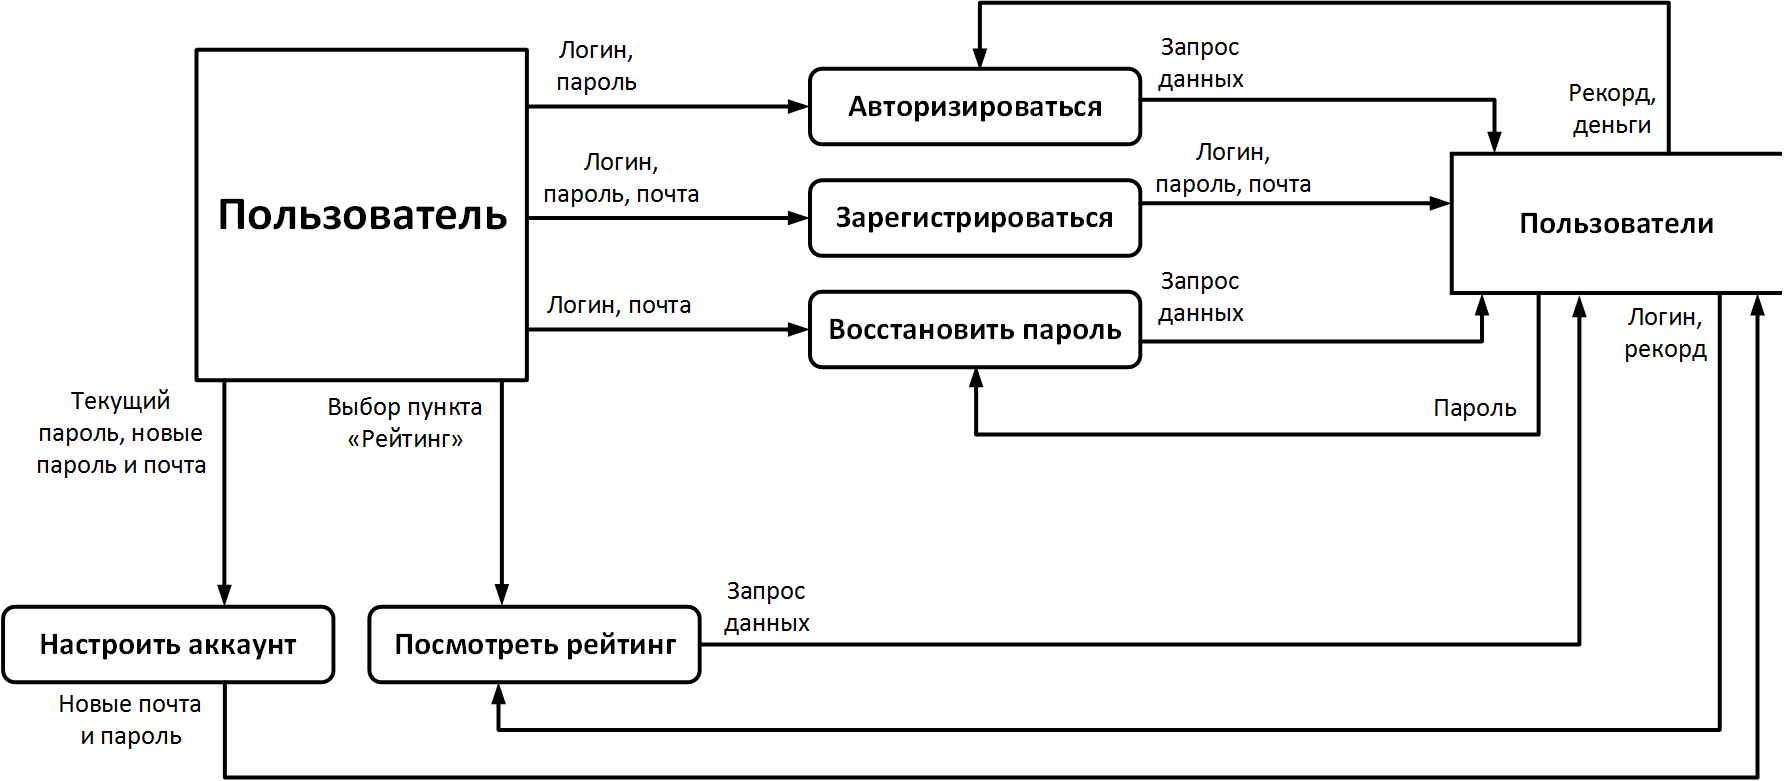 Логин,
пароль
Запрос
данных
Рекорд,
деньги
Авторизироваться
Пользователь
Логин,
пароль, почта
Логин,
пароль, почта
Зарегистрироваться
Пользователи
Логин, почта
Запрос
данных
Восстановить пароль
Логин,
рекорд
Текущий
пароль, новые
пароль и почта
Выбор пункта
«Рейтинг»
Пароль
Запрос
данных
Настроить аккаунт
Посмотреть рейтинг
Новые почта
и пароль